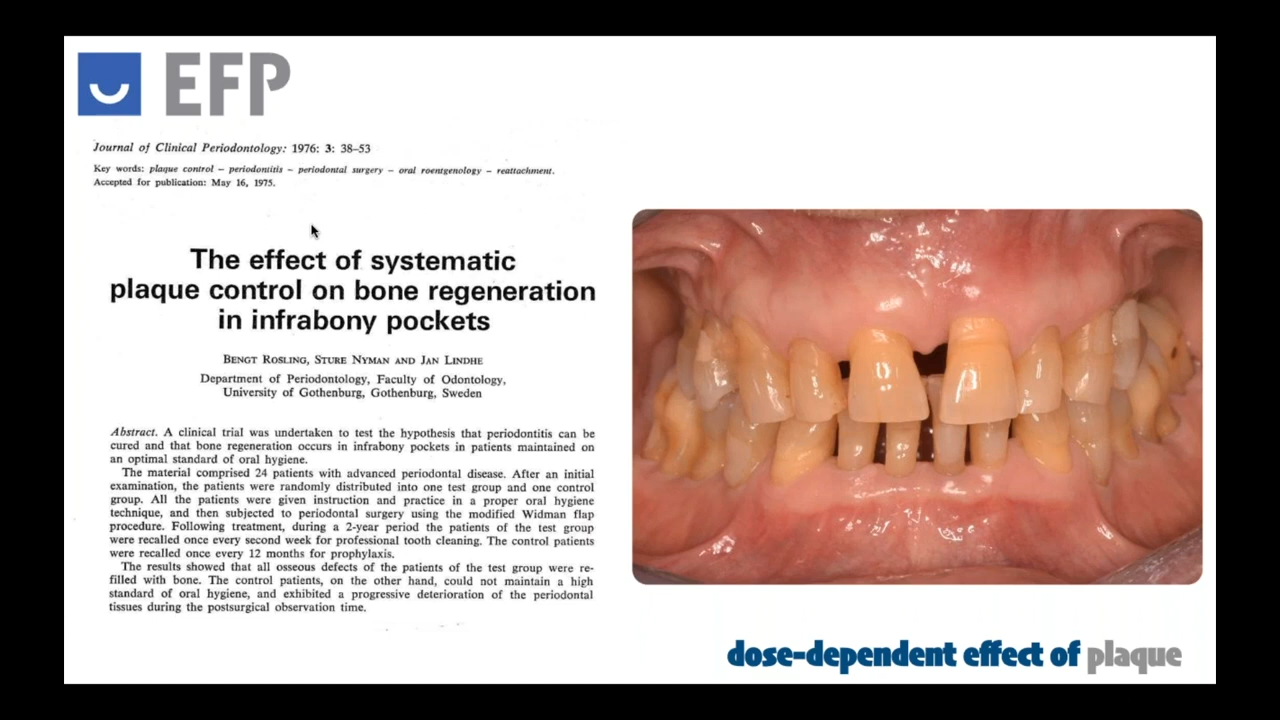 EFP
Journal of Clinical Periodontology: 1976: 3: 38–53
Key words: plaque control – periodontitis – periodontal surgery – oral roentgenology – reattachment.
Accepted for publication: May 16, 1975.
The effect of systematic
plaque control on bone regeneration
in infrabony pockets
BENGT ROSLING, STURE NYMAN AND JAN LINDHE
Department of Periodontology, Faculty of Odontology,
University of Gothenburg, Gothenburg, Sweden
Abstract. A clinical trial was undertaken to test the hypothesis that periodontitis can be
cured and that bone regeneration occurs in infrabony pockets in patients maintained on
an optimal standard of oral hygiene.
The material comprised 24 patients with advanced periodontal disease. After an initial
examination, the patients were randomly distributed into one test group and one control
group. All the patients were given instruction and practice in a proper oral hygiene
technique, and then subjected to periodontal surgery using the modified Widman flap
procedure. Following treatment, during a 2-year period the patients of the test group
were recalled once every second week for professional tooth cleaning. The control patients
were recalled once every 12 months for prophylaxis.
The results showed that all osseous defects of the patients of the test group were re-
filled with bone. The control patients, on the other hand, could not maintain a high
standard of oral hygiene, and exhibited a progressive deterioration of the periodontal
tissues during the postsurgical observation time.
dose-dependent effect of plaque